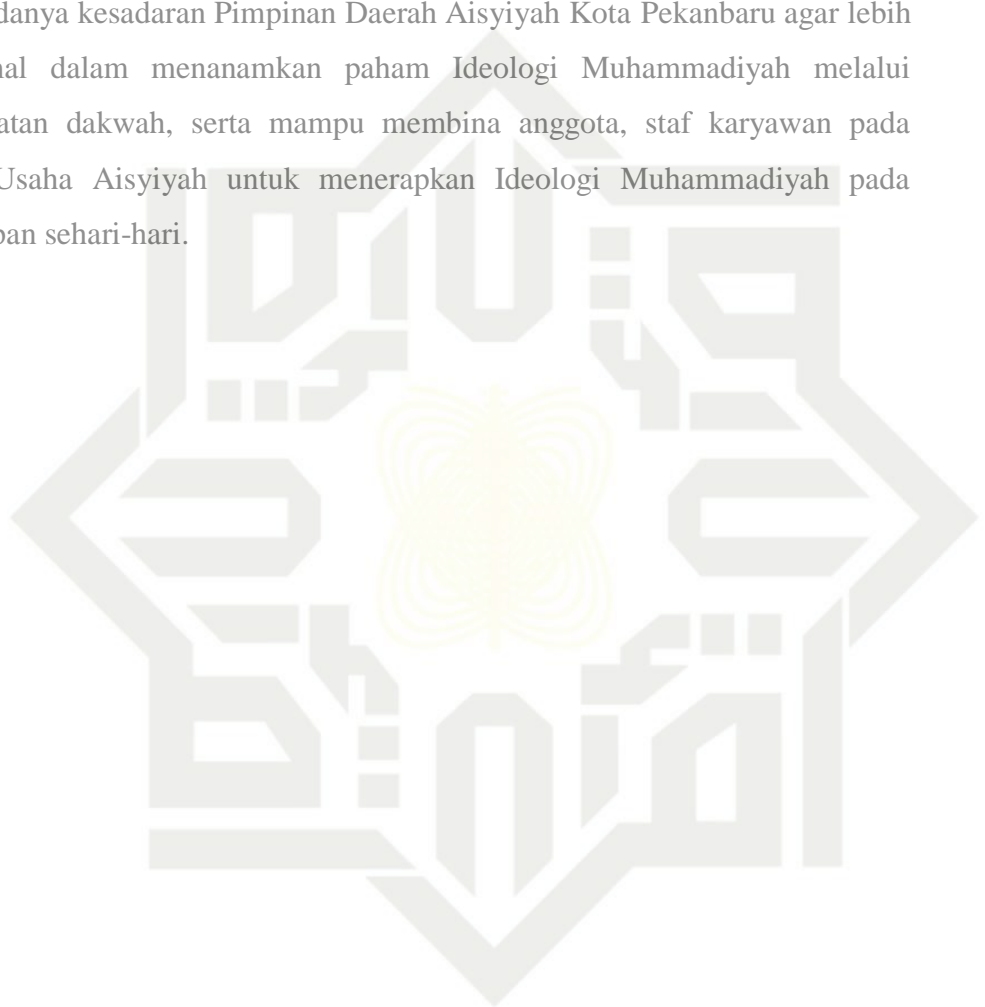 danya kesadaran Pimpinan Daerah Aisyiyah Kota Pekanbaru agar lebih
nal dalam menanamkan paham Ideologi Muhammadiyah melalui
atan dakwah, serta mampu membina anggota, staf karyawan pada
Usaha Aisyiyah untuk menerapkan Ideologi Muhammadiyah pada
pan sehari-hari.